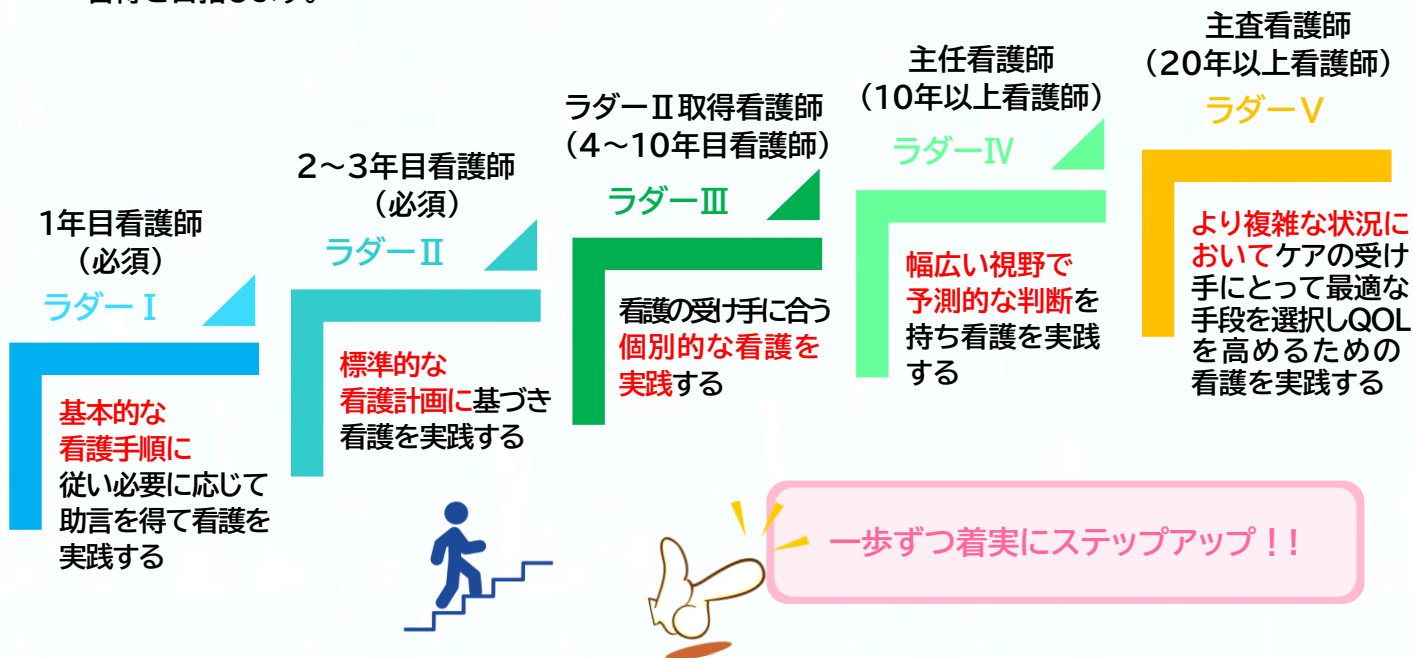 1年目看護師
（必須）
ラダーⅠ
基本的な
看護手順に
従い必要に応じて
助言を得て看護を
実践する
2～3年目看護師
（必須）
ラダーⅡ
標準的な
看護計画に基づき
看護を実践する
ラダーⅡ取得看護師
（4～10年目看護師）
ラダーⅢ
看護の受け手に合う
個別的な看護を
実践する
主任看護師
（10年以上看護師）
ラダーⅣ
幅広い視野で
予測的な判断を
持ち看護を実践
する
主査看護師
（20年以上看護師）
ラダーⅤ
より複雑な状況に
おいてケアの受け
手にとって最適な
手段を選択しQOL
を高めるための
看護を実践する
一歩ずつ着実にステップアップ！！